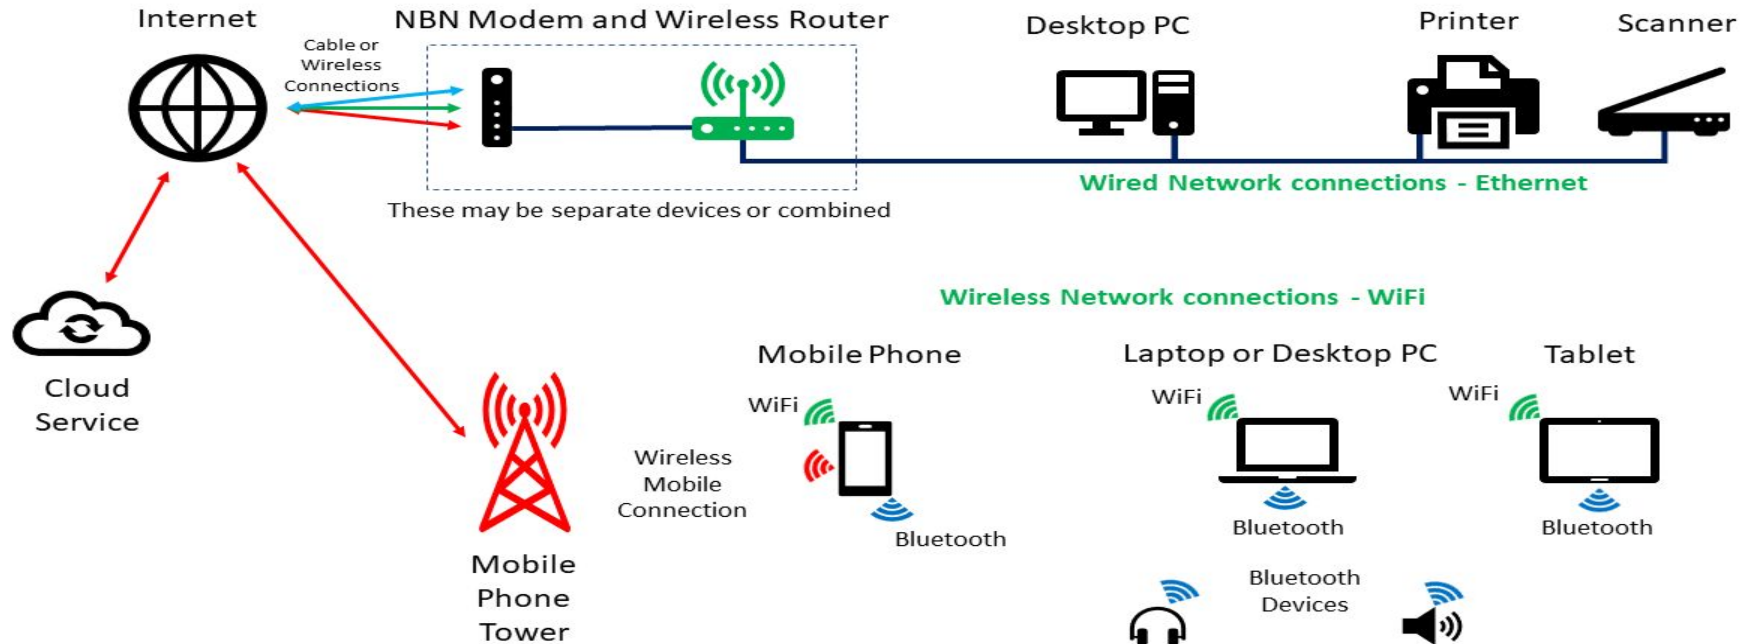 Internet
NBN Modem and Wireless Router
Desktop PC
Printer
Scanner
Cable or
Wireless
Connections
Wired Network connections - Ethernet
These may be separate devices or combined
Wireless Network connections - WiFi
Cloud
Service
Mobile Phone
Laptop or Desktop PC
Tablet
WiFi
WiFi
WiFi
Wireless
Mobile
Connection
Bluetooth
Bluetooth
Bluetooth
Mobile
Phone
Tower
Bluetooth
Devices